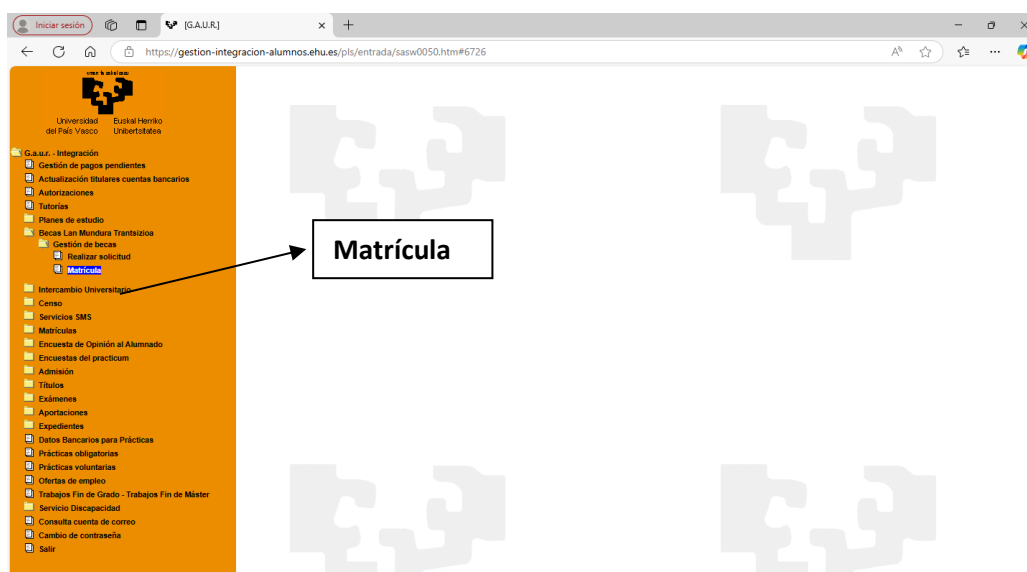 Iniciar sesión
[G.A.U.R.]
https://gestion-integracion-alumnos.ehu.es/pls/entrada/sasw0050.htm#6726
Universidad Euskal Herriko
del País Vasco Unibertsitatea
G.a.u.r. - Integración
Gestión de pagos pendientes
Actualización titulares cuentas bancarios
Autorizaciones
Tutorías
Planes de estudio
Becas Lan Mundura Trantsizioa
Gestión de becas
Realizar solicitud
Matrícula
Matrícula
Intercambio Universitario
Censo
Servicios SMS
Matrículas
Encuesta de Opinión al Alumnado
Encuestas del practicum
Admisión
Títulos
Exámenes
Aportaciones
Expedientes
Datos Bancarios para Prácticas
Prácticas obligatorias
Prácticas voluntarias
Ofertas de empleo
Trabajos Fin de Grado - Trabajos Fin de Máster
Servicio Discapacidad
Consulta cuenta de correo
Cambio de contraseña
Salir